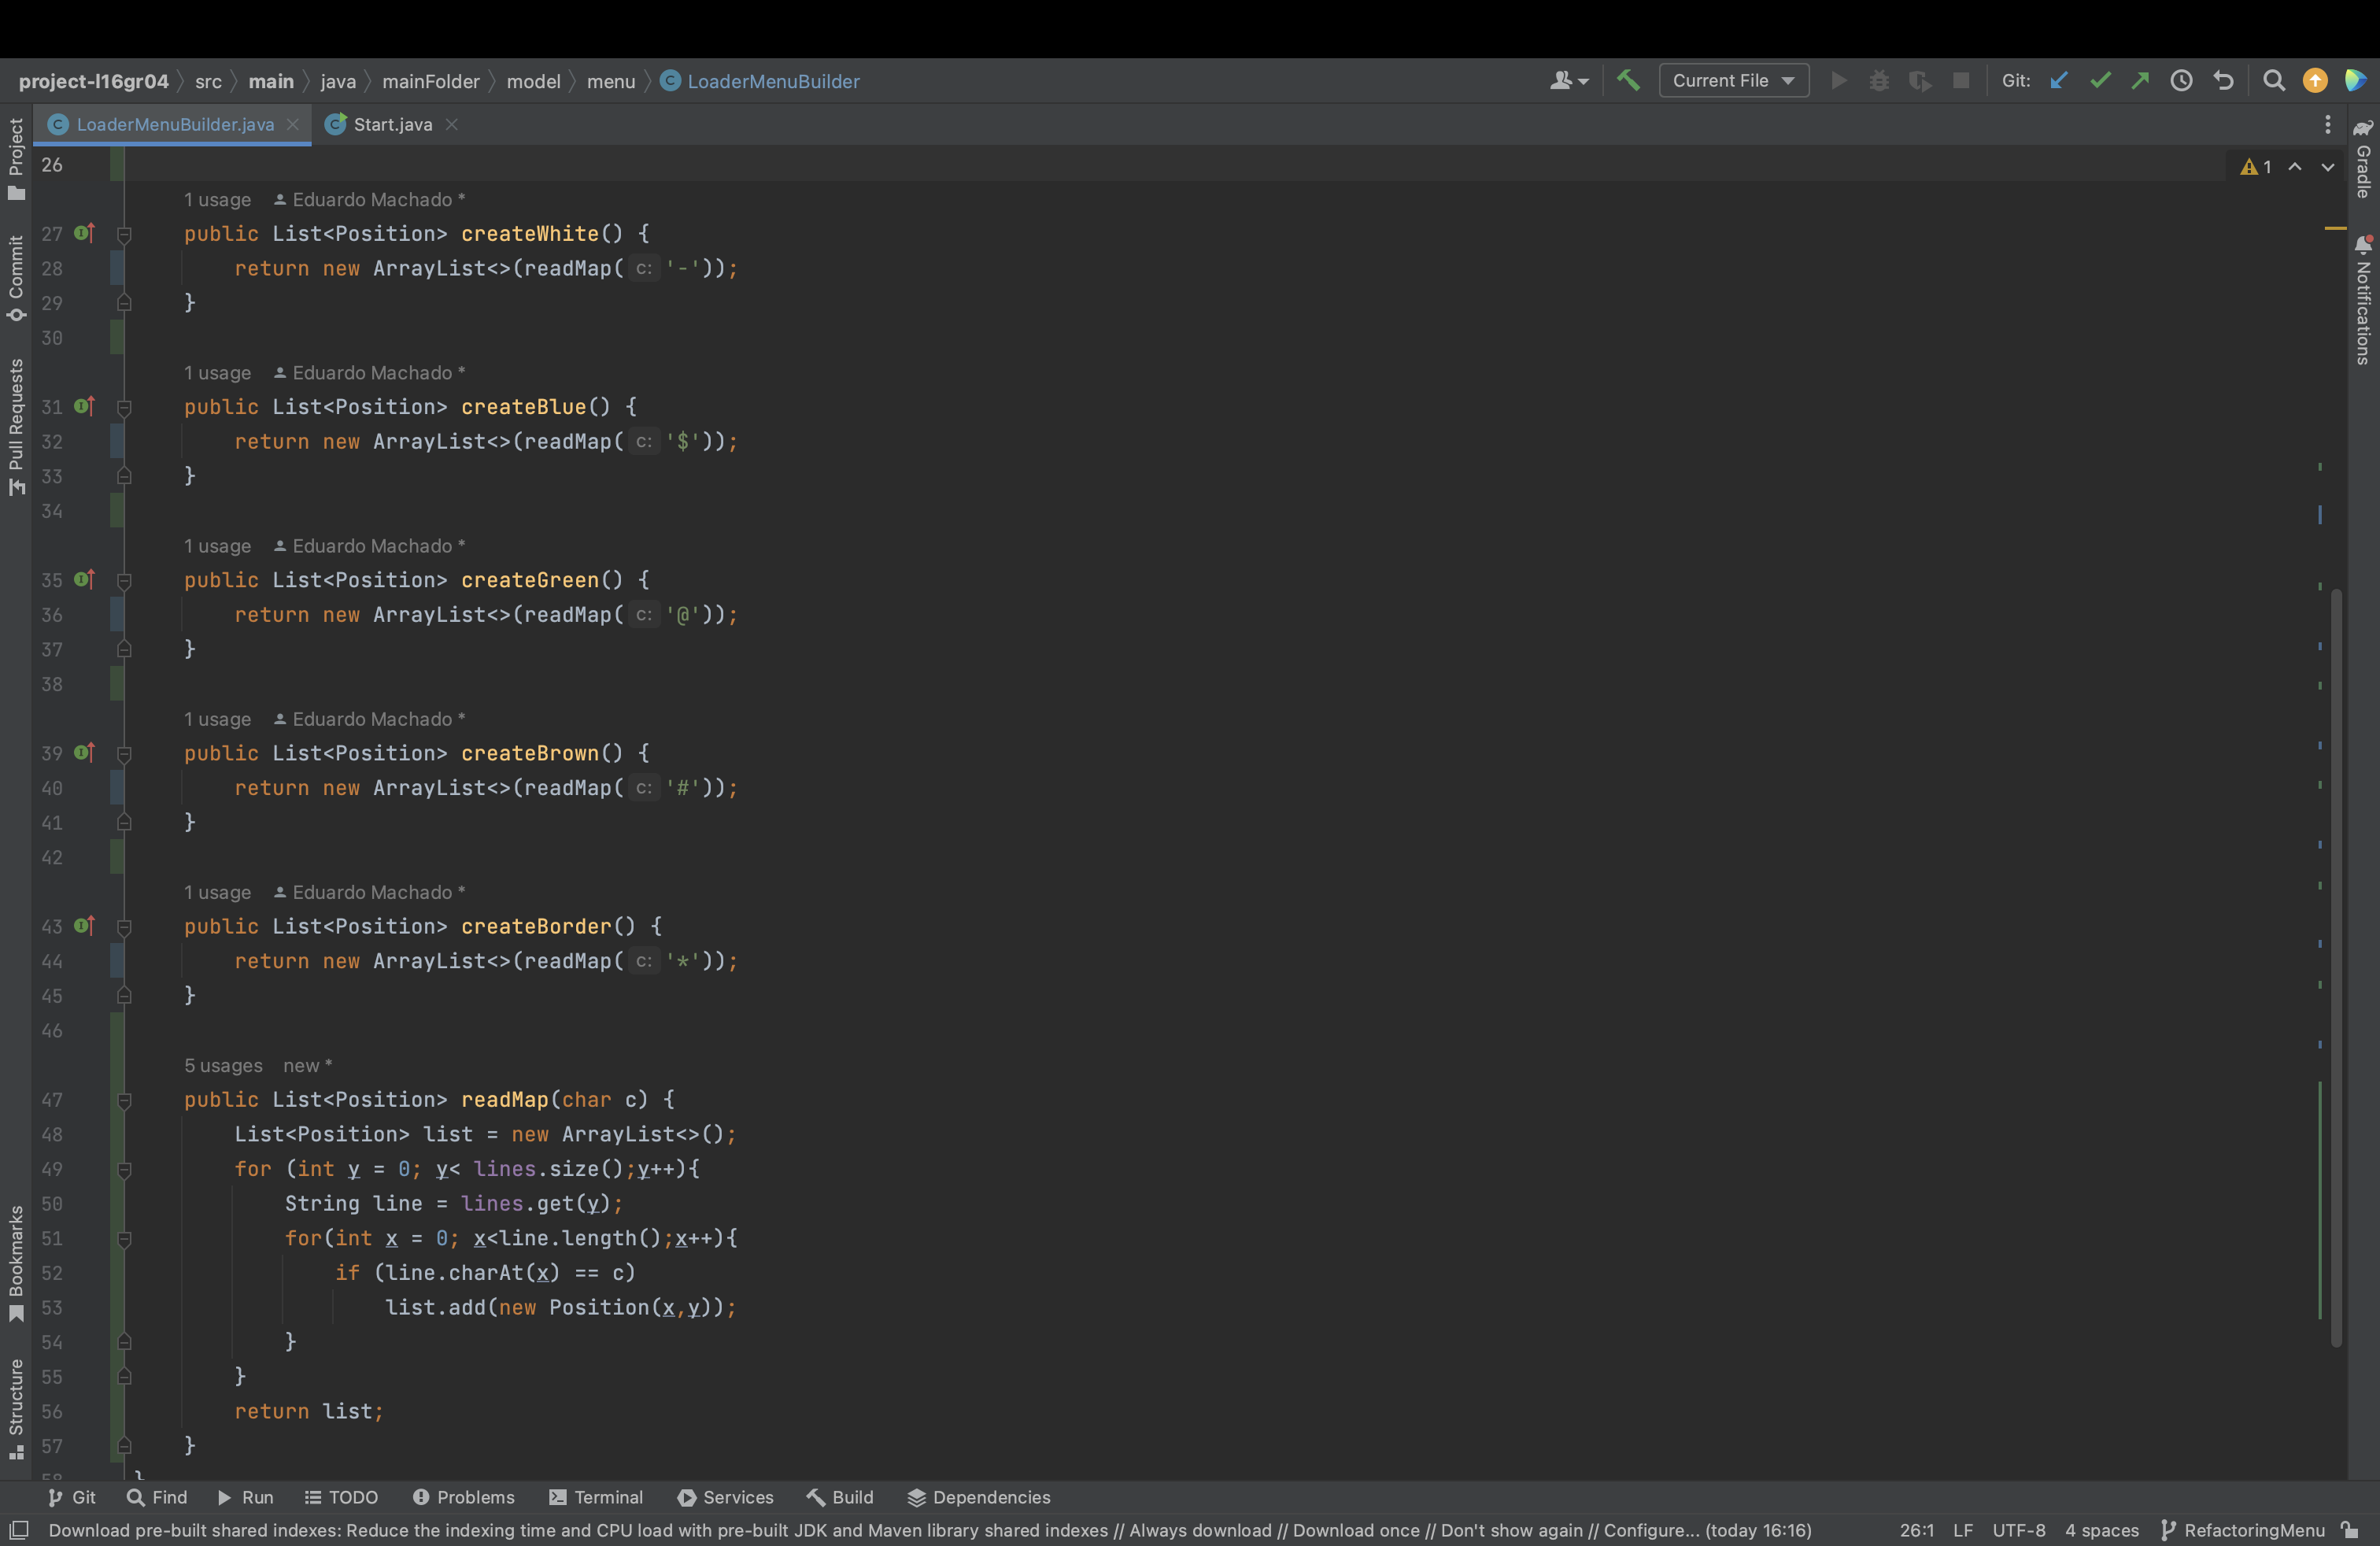 project-l16gr04 src main java mainFolder model menu LoaderMenuBuilder Current File Git:
LoaderMenuBuilder.java Start.java
Project
Commit
Pull Requests
Bookmarks
Structure
Gradle
Notifications
26 1
1 usage Eduardo Machado *
27 public List<Position> createWhite() {
28 return new ArrayList<>(readMap( c: '-'));
29 }
30
1 usage Eduardo Machado *
31 public List<Position> createBlue() {
32 return new ArrayList<>(readMap( c: '$'));
33 }
34
1 usage Eduardo Machado *
35 public List<Position> createGreen() {
36 return new ArrayList<>(readMap( c: '@'));
37 }
38
1 usage Eduardo Machado *
39 public List<Position> createBrown() {
40 return new ArrayList<>(readMap( c: '#'));
41 }
42
1 usage Eduardo Machado *
43 public List<Position> createBorder() {
44 return new ArrayList<>(readMap( c: '*'));
45 }
46
5 usages new *
47 public List<Position> readMap(char c) {
48 List<Position> list = new ArrayList<>();
49 for (int y = 0; y< lines.size();y++){
50 String line = lines.get(y);
51 for(int x = 0; x<line.length();x++){
52 if (line.charAt(x) == c)
53 list.add(new Position(x,y));
54 }
55 }
56 return list;
57 }
58 }
Git Find Run TODO Problems Terminal Services Build Dependencies
Download pre-built shared indexes: Reduce the indexing time and CPU load with pre-built JDK and Maven library shared indexes // Always download // Download once // Don't show again // Configure... (today 16:16) 26:1 LF UTF-8 4 spaces RefactoringMenu